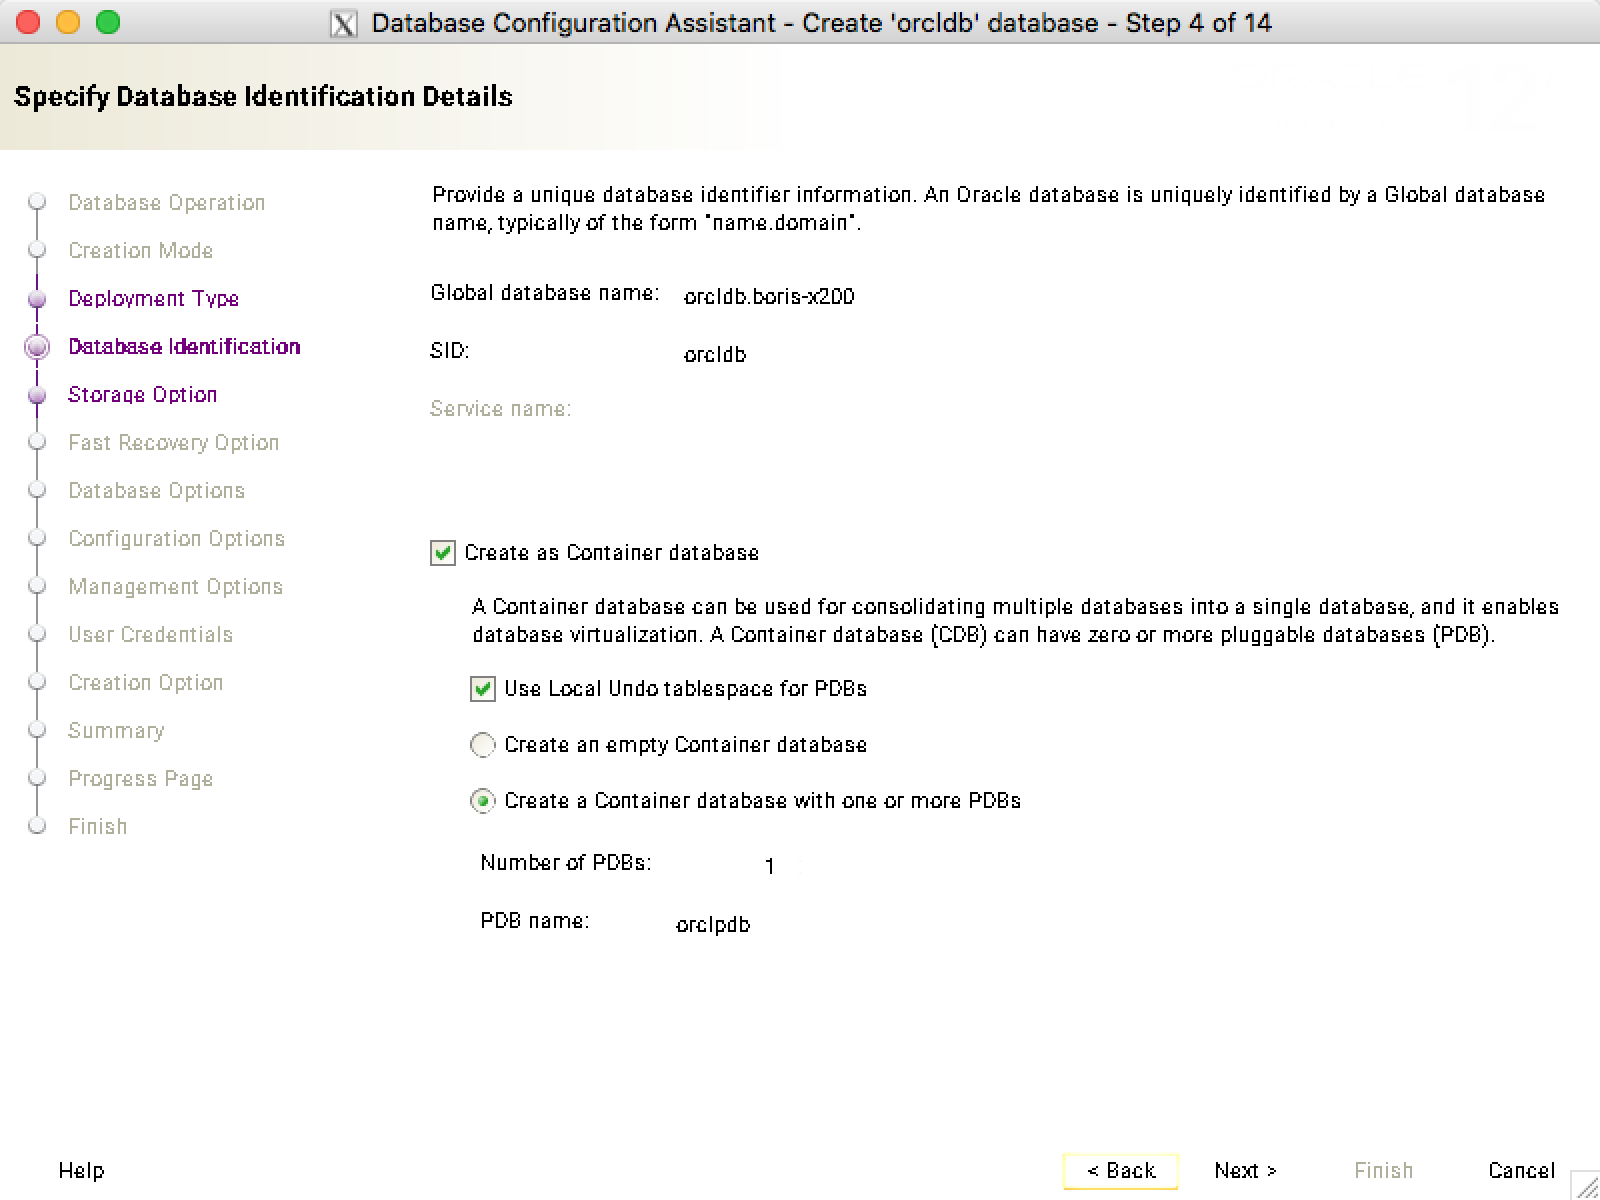 Database Configuration Assistant - Create 'orcldb' database - Step 4 of 14
Specify Database Identification Details
Database Operation
Creation Mode
Deployment Type
Database Identification
Storage Option
Fast Recovery Option
Database Options
Configuration Options
Management Options
User Credentials
Creation Option
Summary
Progress Page
Finish
Provide a unique database identifier information. An Oracle database is uniquely identified by a Global database
name, typically of the form "name.domain".
Global database name: orcldb.boris-x200
SID: orcldb
Service name:
Create as Container database
A Container database can be used for consolidating multiple databases into a single database, and it enables
database virtualization. A Container database (CDB) can have zero or more pluggable databases (PDB).
Use Local Undo tablespace for PDBs
Create an empty Container database
Create a Container database with one or more PDBs
Number of PDBs: 1
PDB name: orclpdb
Help
< Back
Next >
Finish
Cancel